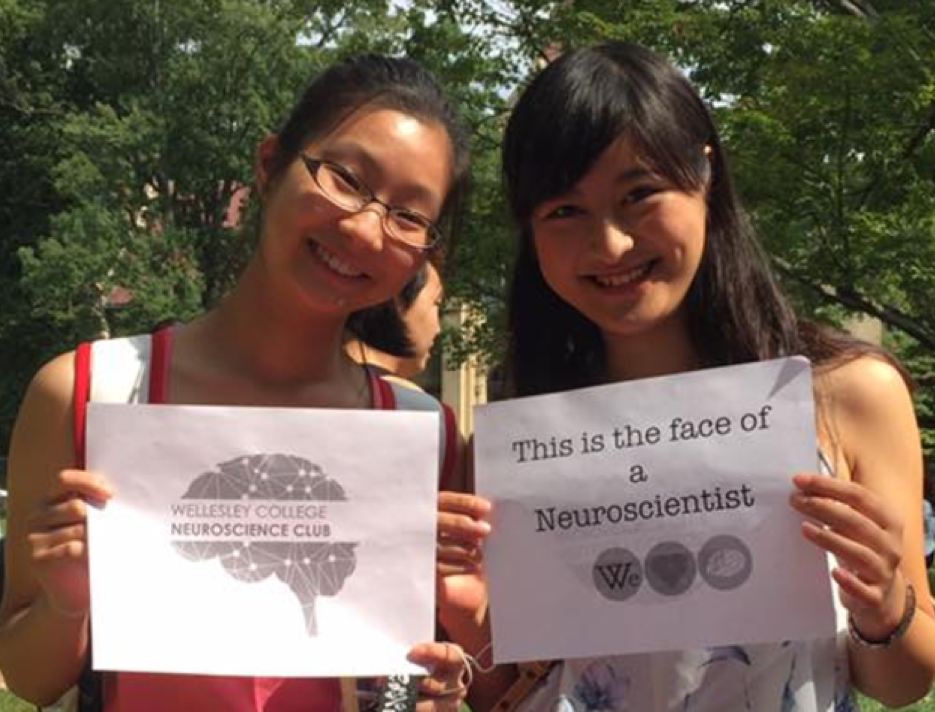 WELLESLEY COLLEGE
NEUROSCIENCE CLUB
This is the face of
a
Neuroscientist
We